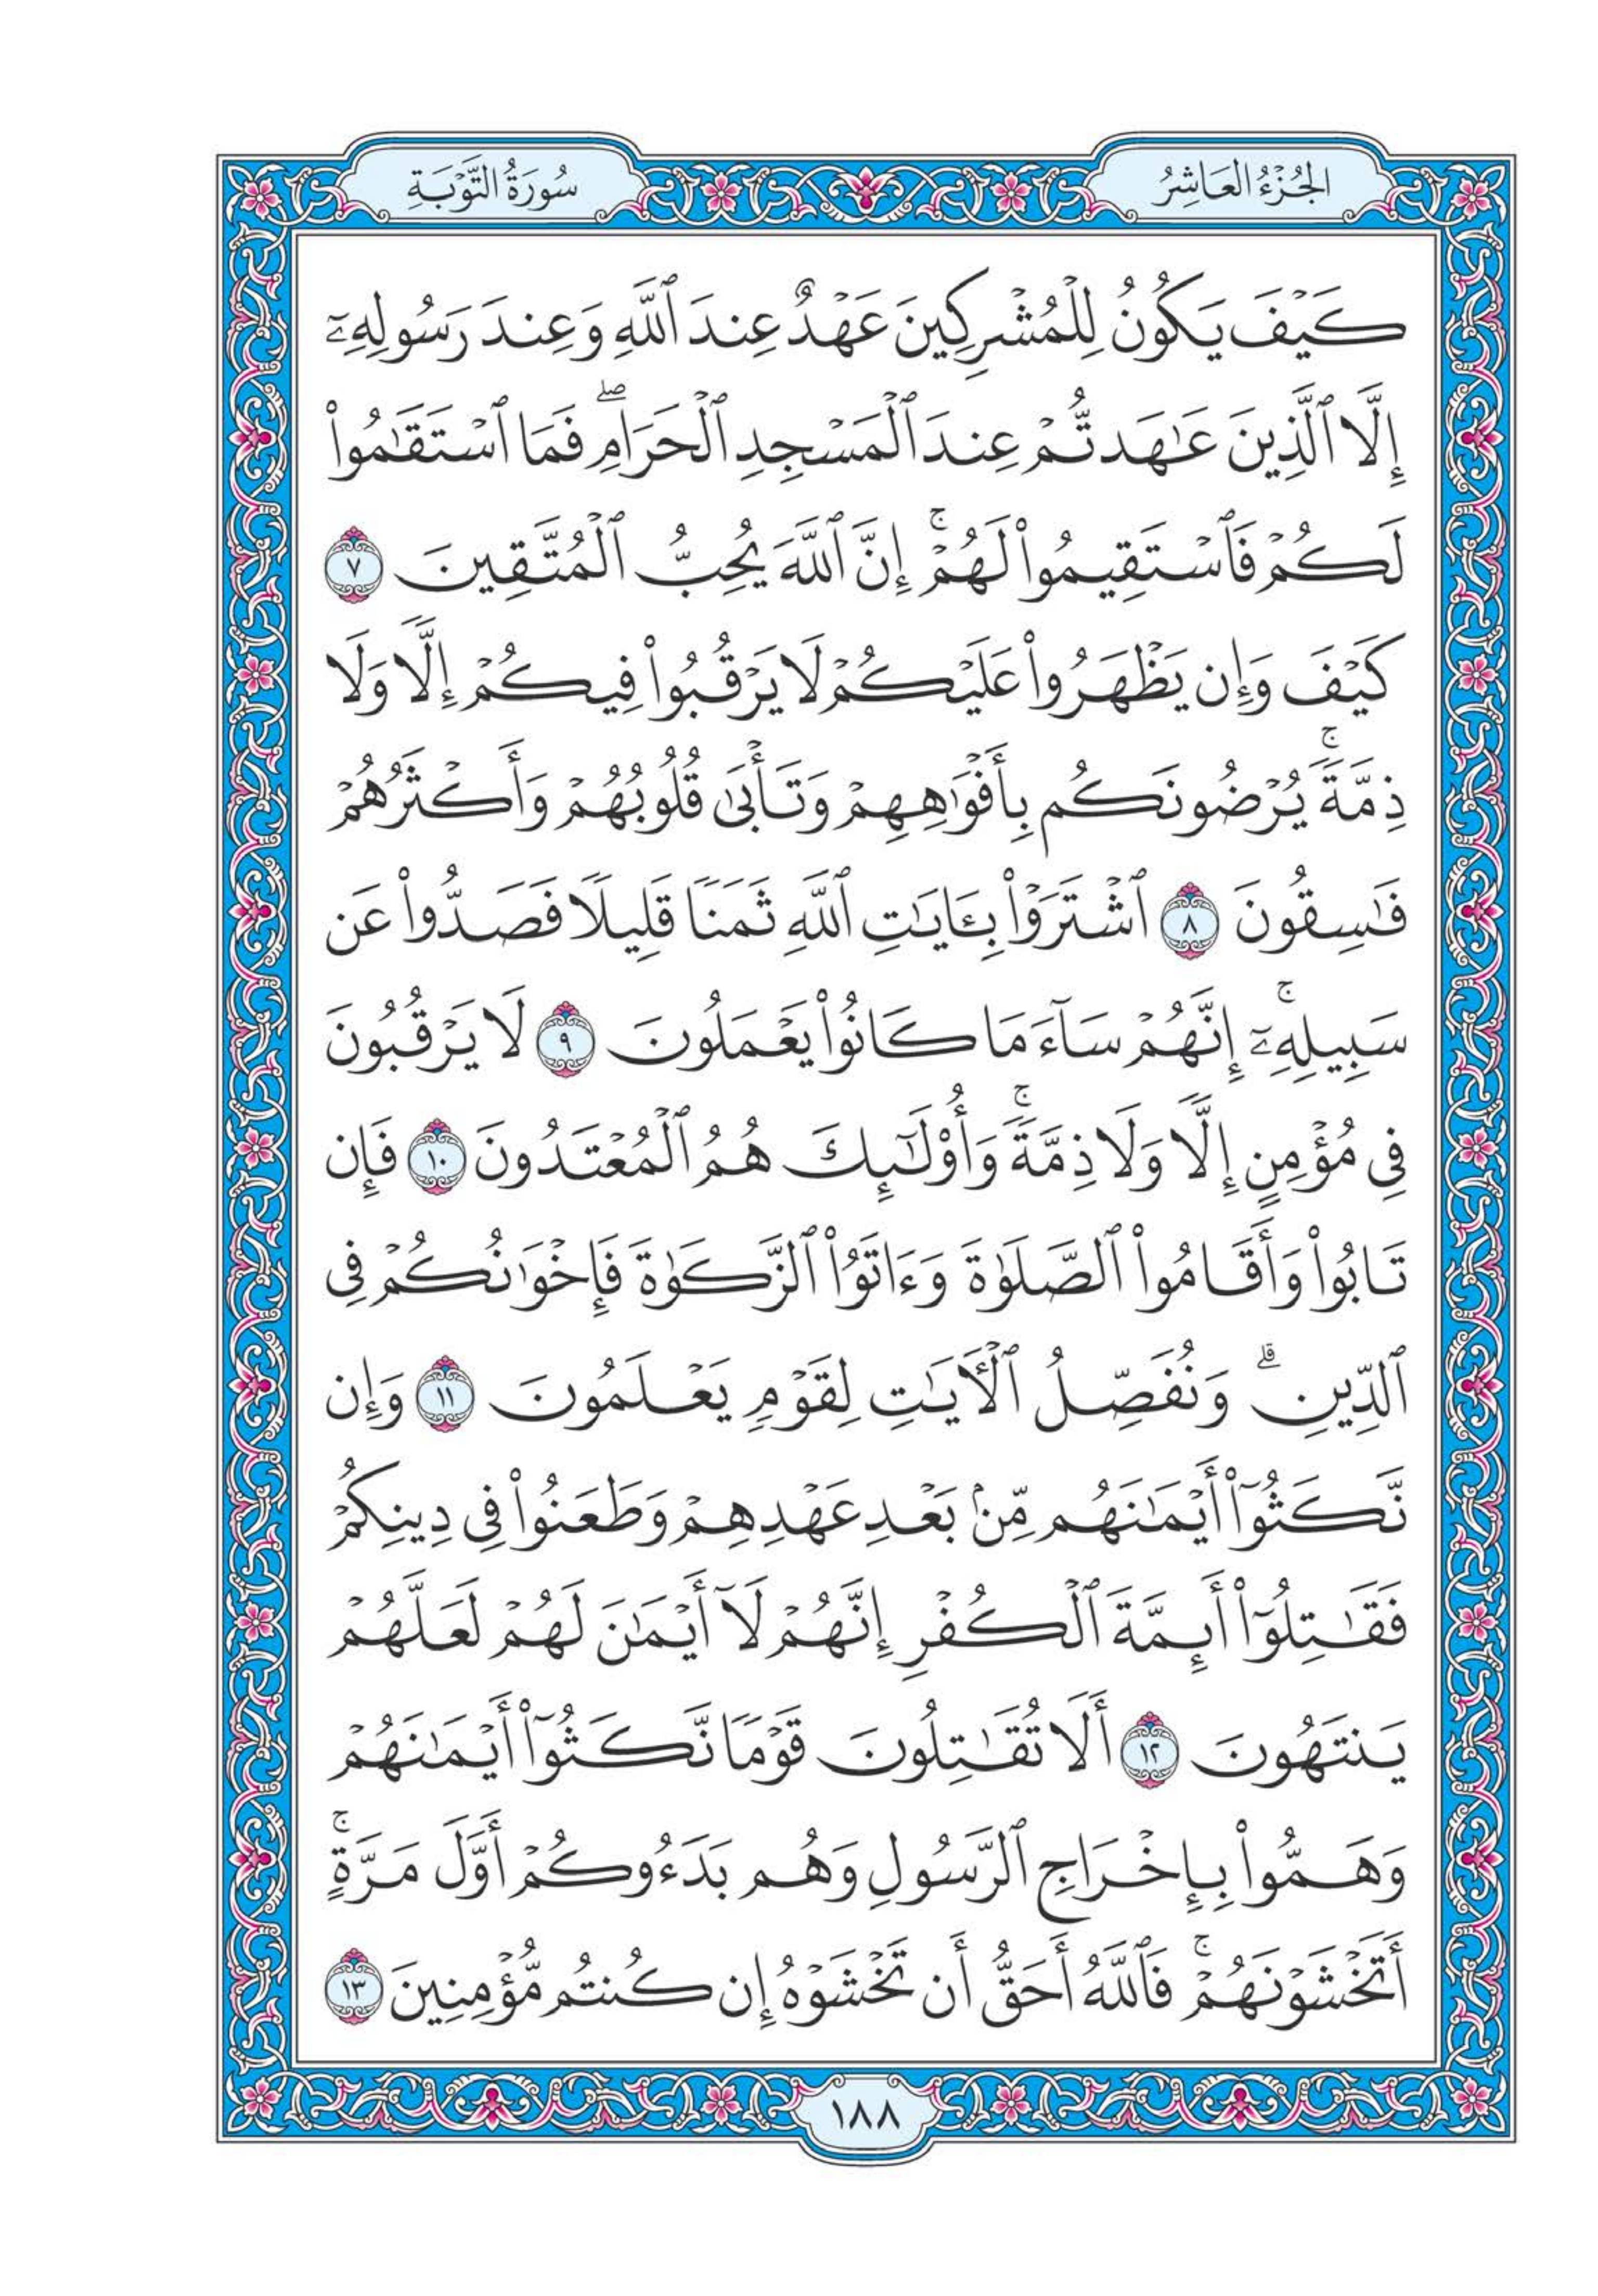 الجُزْءُ العَاشِرُ
سُورَةُ التَّوْبَةِ
كَيْفَ يَكُونُ لِلْمُشْرِكِينَ عَهْدٌ عِندَ ٱللَّهِ وَعِندَ رَسُولِهِۦٓ
إِلَّا ٱلَّذِينَ عَٰهَدتُّمْ عِندَ ٱلْمَسْجِدِ ٱلْحَرَامِۖ فَمَا ٱسْتَقَٰمُوا۟
لَكُمْ فَٱسْتَقِيمُوا۟ لَهُمْۚ إِنَّ ٱللَّهَ يُحِبُّ ٱلْمُتَّقِينَ ٧
كَيْفَ وَإِن يَظْهَرُوا۟ عَلَيْكُمْ لَا يَرْقُبُوا۟ فِيكُمْ إِلًّا وَلَا
ذِمَّةًۚ يُرْضُونَكُم بِأَفْوَٰهِهِمْ وَتَأْبَىٰ قُلُوبُهُمْ وَأَكْثَرُهُمْ
فَٰسِقُونَ ٨ ٱشْتَرَوْا۟ بِـَٔايَٰتِ ٱللَّهِ ثَمَنًا قَلِيلًا فَصَدُّوا۟ عَن
سَبِيلِهِۦٓۚ إِنَّهُمْ سَآءَ مَا كَانُوا۟ يَعْمَلُونَ ٩ لَا يَرْقُبُونَ
فِى مُؤْمِنٍ إِلًّا وَلَا ذِمَّةًۚ وَأُو۟لَٰٓئِكَ هُمُ ٱلْمُعْتَدُونَ ١٠ فَإِن
تَابُوا۟ وَأَقَامُوا۟ ٱلصَّلَوٰةَ وَءَاتَوُا۟ ٱلزَّكَوٰةَ فَإِخْوَٰنُكُمْ فِى
ٱلدِّينِۗ وَنُفَصِّلُ ٱلْـَٔايَٰتِ لِقَوْمٍ يَعْلَمُونَ ١١ وَإِن
نَّكَثُوٓا۟ أَيْمَٰنَهُم مِّنۢ بَعْدِ عَهْدِهِمْ وَطَعَنُوا۟ فِى دِينِكُمْ
فَقَٰتِلُوٓا۟ أَئِمَّةَ ٱلْكُفْرِ إِنَّهُمْ لَآ أَيْمَٰنَ لَهُمْ لَعَلَّهُمْ
يَنتَهُونَ ١٢ أَلَا تُقَٰتِلُونَ قَوْمًا نَّكَثُوٓا۟ أَيْمَٰنَهُمْ
وَهَمُّوا۟ بِإِخْرَاجِ ٱلرَّسُولِ وَهُم بَدَءُوكُمْ أَوَّلَ مَرَّةٍۚ
أَتَخْشَوْنَهُمْۚ فَٱللَّهُ أَحَقُّ أَن تَخْشَوْهُ إِن كُنتُم مُّؤْمِنِينَ ١٣
١٨٨